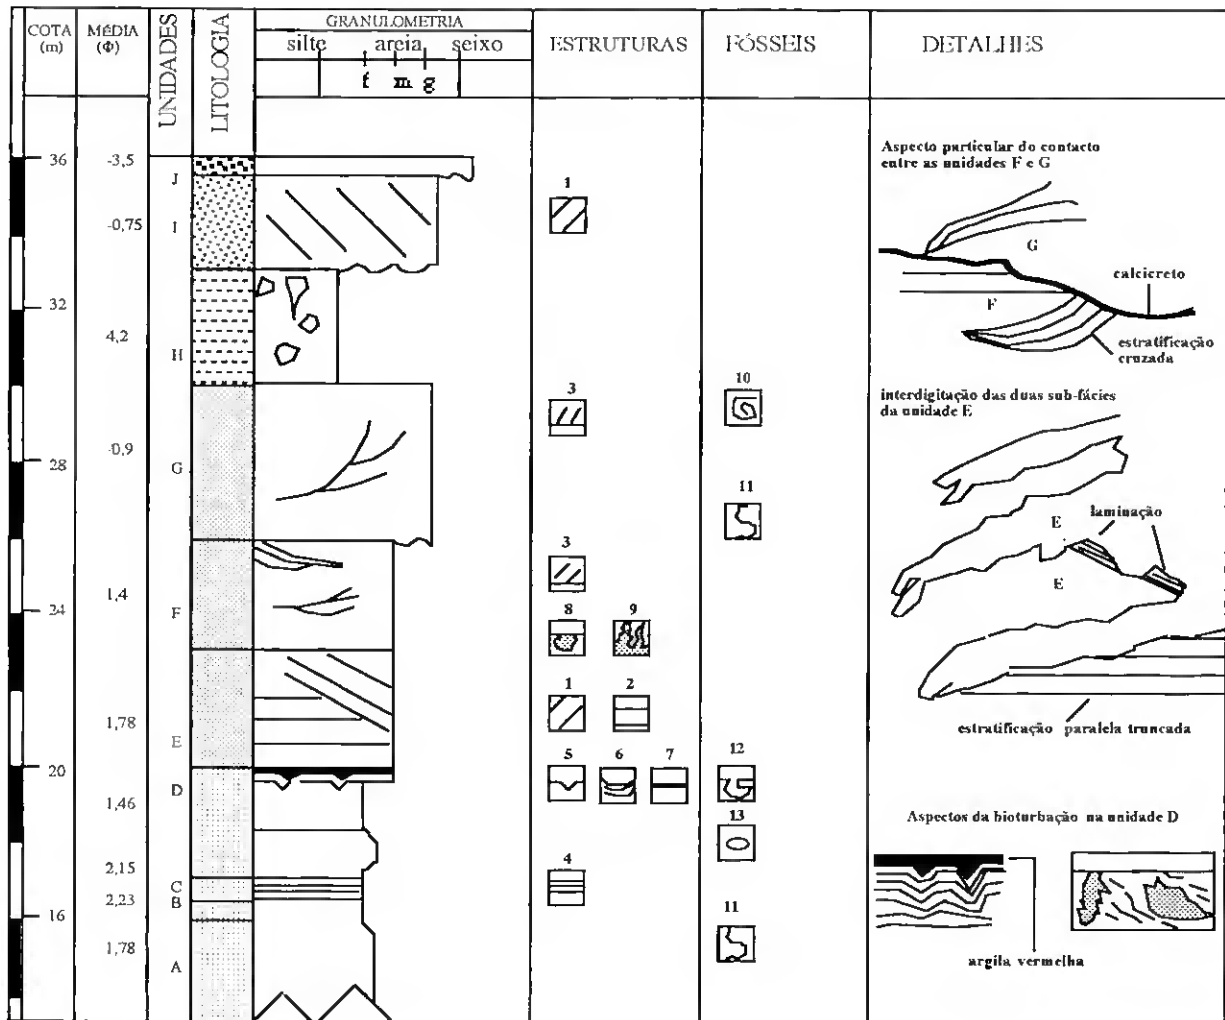 COTA
(m)
MÉDIA
(Φ)
UNIDADES
LITOLOGIA
GRANULOMETRIA
silte areia seixo
f m g
ESTRUTURAS
FÓSSEIS
DETALHES
36
32
28
24
20
16
-3,5
-0,75
4,2
-0,9
1,4
1,78
1,46
2,15
2,23
1,78
J
I
H
G
F
E
D
C
B
A
1
3
3
8 9
1 2
5 6 7
4
10
11
12
13
11
Aspecto particular do contacto
entre as unidades F e G
G
calcicreto
F
estratificação
cruzada
interdigitação das duas sub-fácies
da unidade E
laminação
E
E
estratificação paralela truncada
Aspectos da bioturbação na unidade D
argila vermelha